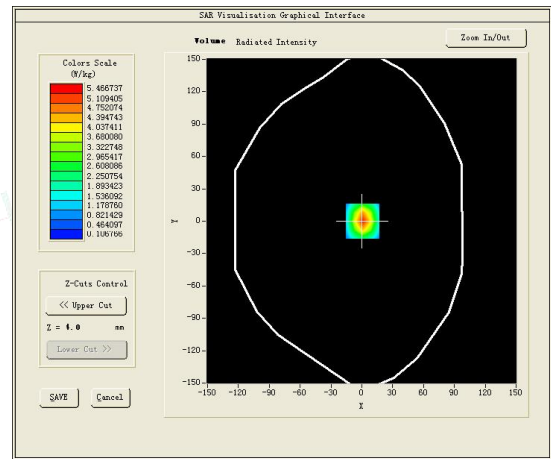 SAR Visualisation Graphical Interface
Volume Radiated Intensity
Zoom In/Out
Colors Scale
(W/kg)
5.466737
5.109405
4.752074
4.394743
4.037411
3.680080
3.322748
2.965417
2.608086
2.250754
1.893423
1.536092
1.178760
0.821429
0.464097
0.106766
Z-Cuts Control
<< Upper Cut
Z = 4.0 mm
Lower Cut >>
SAVE
Cancel
150
120
90
60
30
0
-30
-60
-90
-120
-150
Y
-150 -120 -90 -60 -30 0 30 60 90 120 150
X